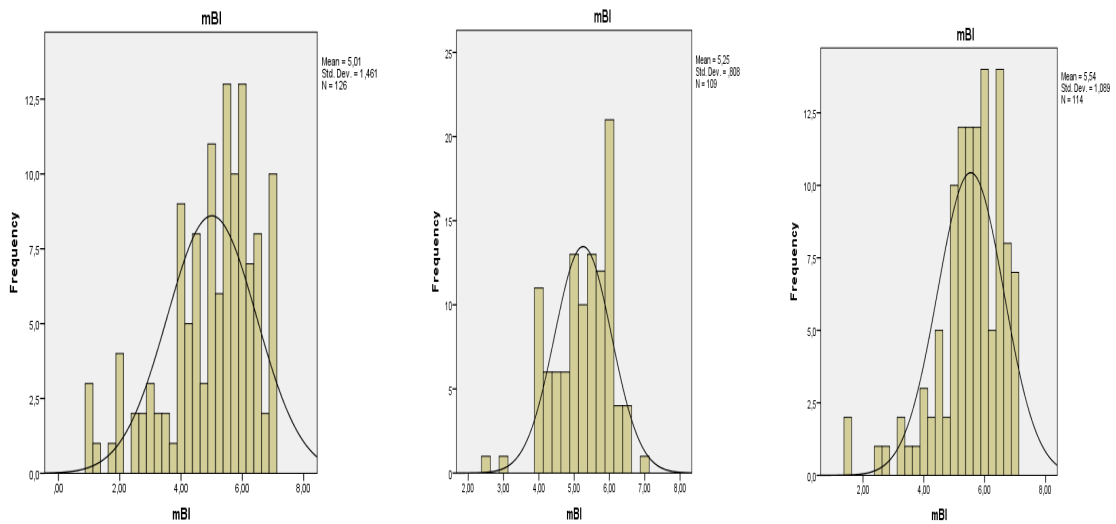 mBI
Mean = 5,01
Std. Dev. = 1,461
N = 126
Frequency
12,5
10,0
7,5
5,0
2,5
0,0
,00
2,00
4,00
6,00
8,00
mBI
mBI
Mean = 5,25
Std. Dev. = ,808
N = 109
Frequency
25
20
15
10
5
0
2,00
3,00
4,00
5,00
6,00
7,00
8,00
mBI
mBI
Mean = 5,54
Std. Dev. = 1,089
N = 114
Frequency
12,5
10,0
7,5
5,0
2,5
0,0
,00
2,00
4,00
6,00
8,00
mBI